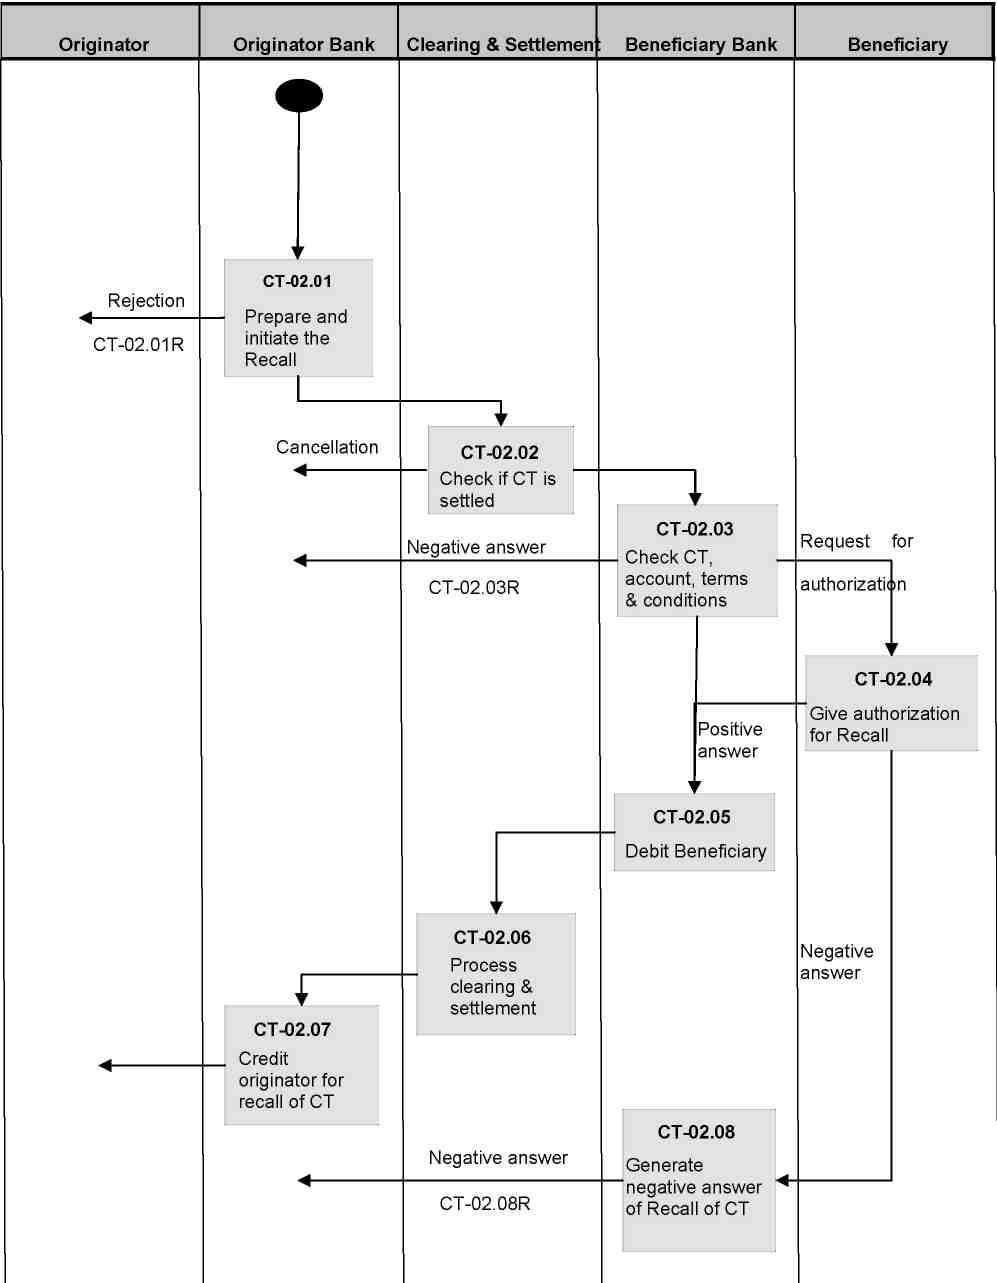 Originator
Originator Bank
Clearing & Settlement
Beneficiary Bank
Beneficiary
CT-02.01
Prepare and
initiate the
Recall
Rejection
CT-02.01R
Cancellation
CT-02.02
Check if CT is
settled
CT-02.03
Check CT,
account, terms
& conditions
Negative answer
CT-02.03R
Request for
authorization
CT-02.04
Give authorization
for Recall
Positive
answer
CT-02.05
Debit Beneficiary
CT-02.06
Process
clearing &
settlement
Negative
answer
CT-02.07
Credit
originator for
recall of CT
CT-02.08
Generate
negative answer
of Recall of CT
Negative answer
CT-02.08R